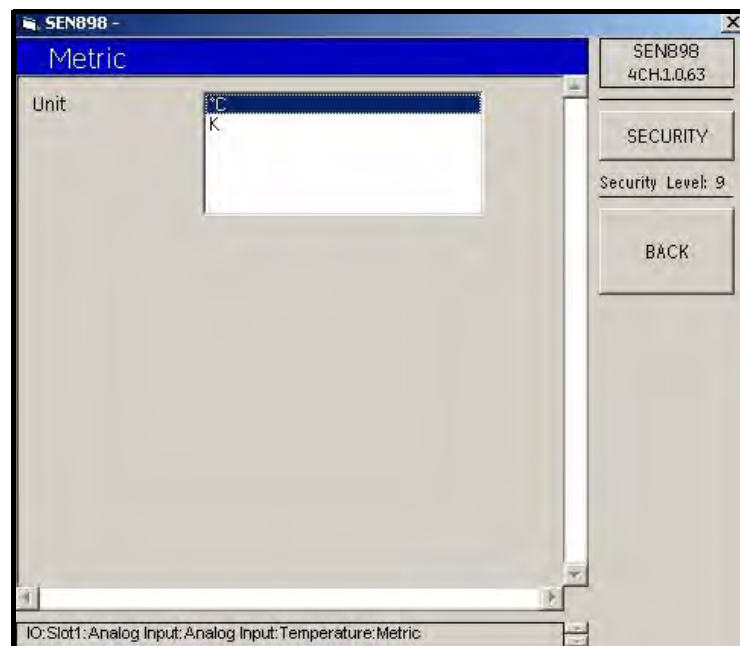 SEN898 -
Metric
Unit
°C
K
SEN898
4CH.1.0.63
SECURITY
Security Level: 9
BACK
IO:Slot1:Analog Input:Analog Input:Temperature:Metric